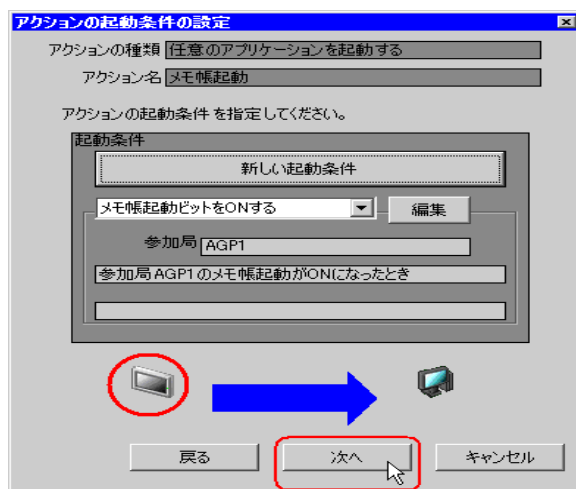 アクションの起動条件の設定
アクションの種類 任意のアプリケーションを起動する
アクション名 メモ帳起動
アクションの起動条件を指定してください。
起動条件
新しい起動条件
メモ帳起動ビットをONする 編集
参加局 AGP1
参加局AGP1のメモ帳起動がONになったとき
戻る 次へ キャンセル